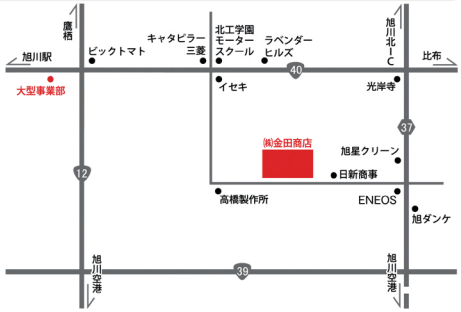 鷹栖
旭川北IC
キャタピラー
三菱
北工学園
モーター
スクール
ラベンダー
ヒルズ
旭川駅
ビックトマト
比布
40
大型事業部
イセキ
光岸寺
37
㈱金田商店
旭星クリーン
12
日新商事
高橋製作所
ENEOS
旭ダンケ
旭川空港
39
旭川空港